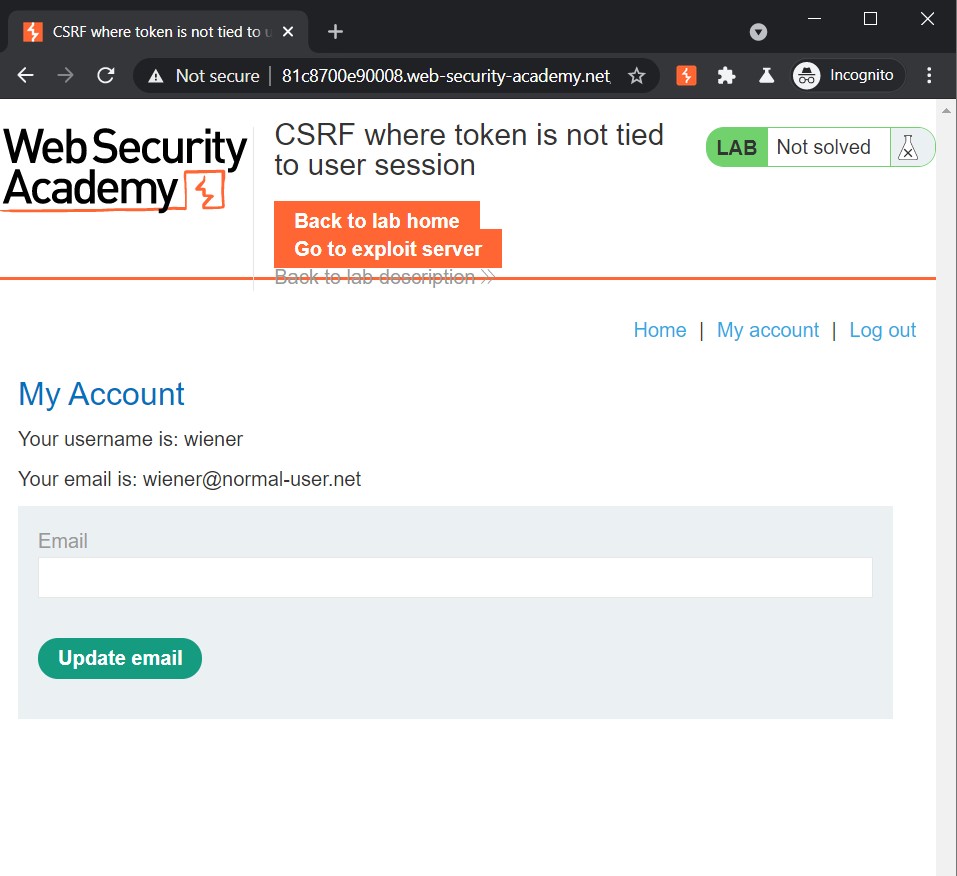 CSRF where token is not tied to u
Not secure
81c8700e90008.web-security-academy.net
Incognito
Web Security
Academy
CSRF where token is not tied
to user session
LAB Not solved
Back to lab home
Go to exploit server
Back to lab description
Home | My account | Log out
My Account
Your username is: wiener
Your email is: wiener@normal-user.net
Email
Update email